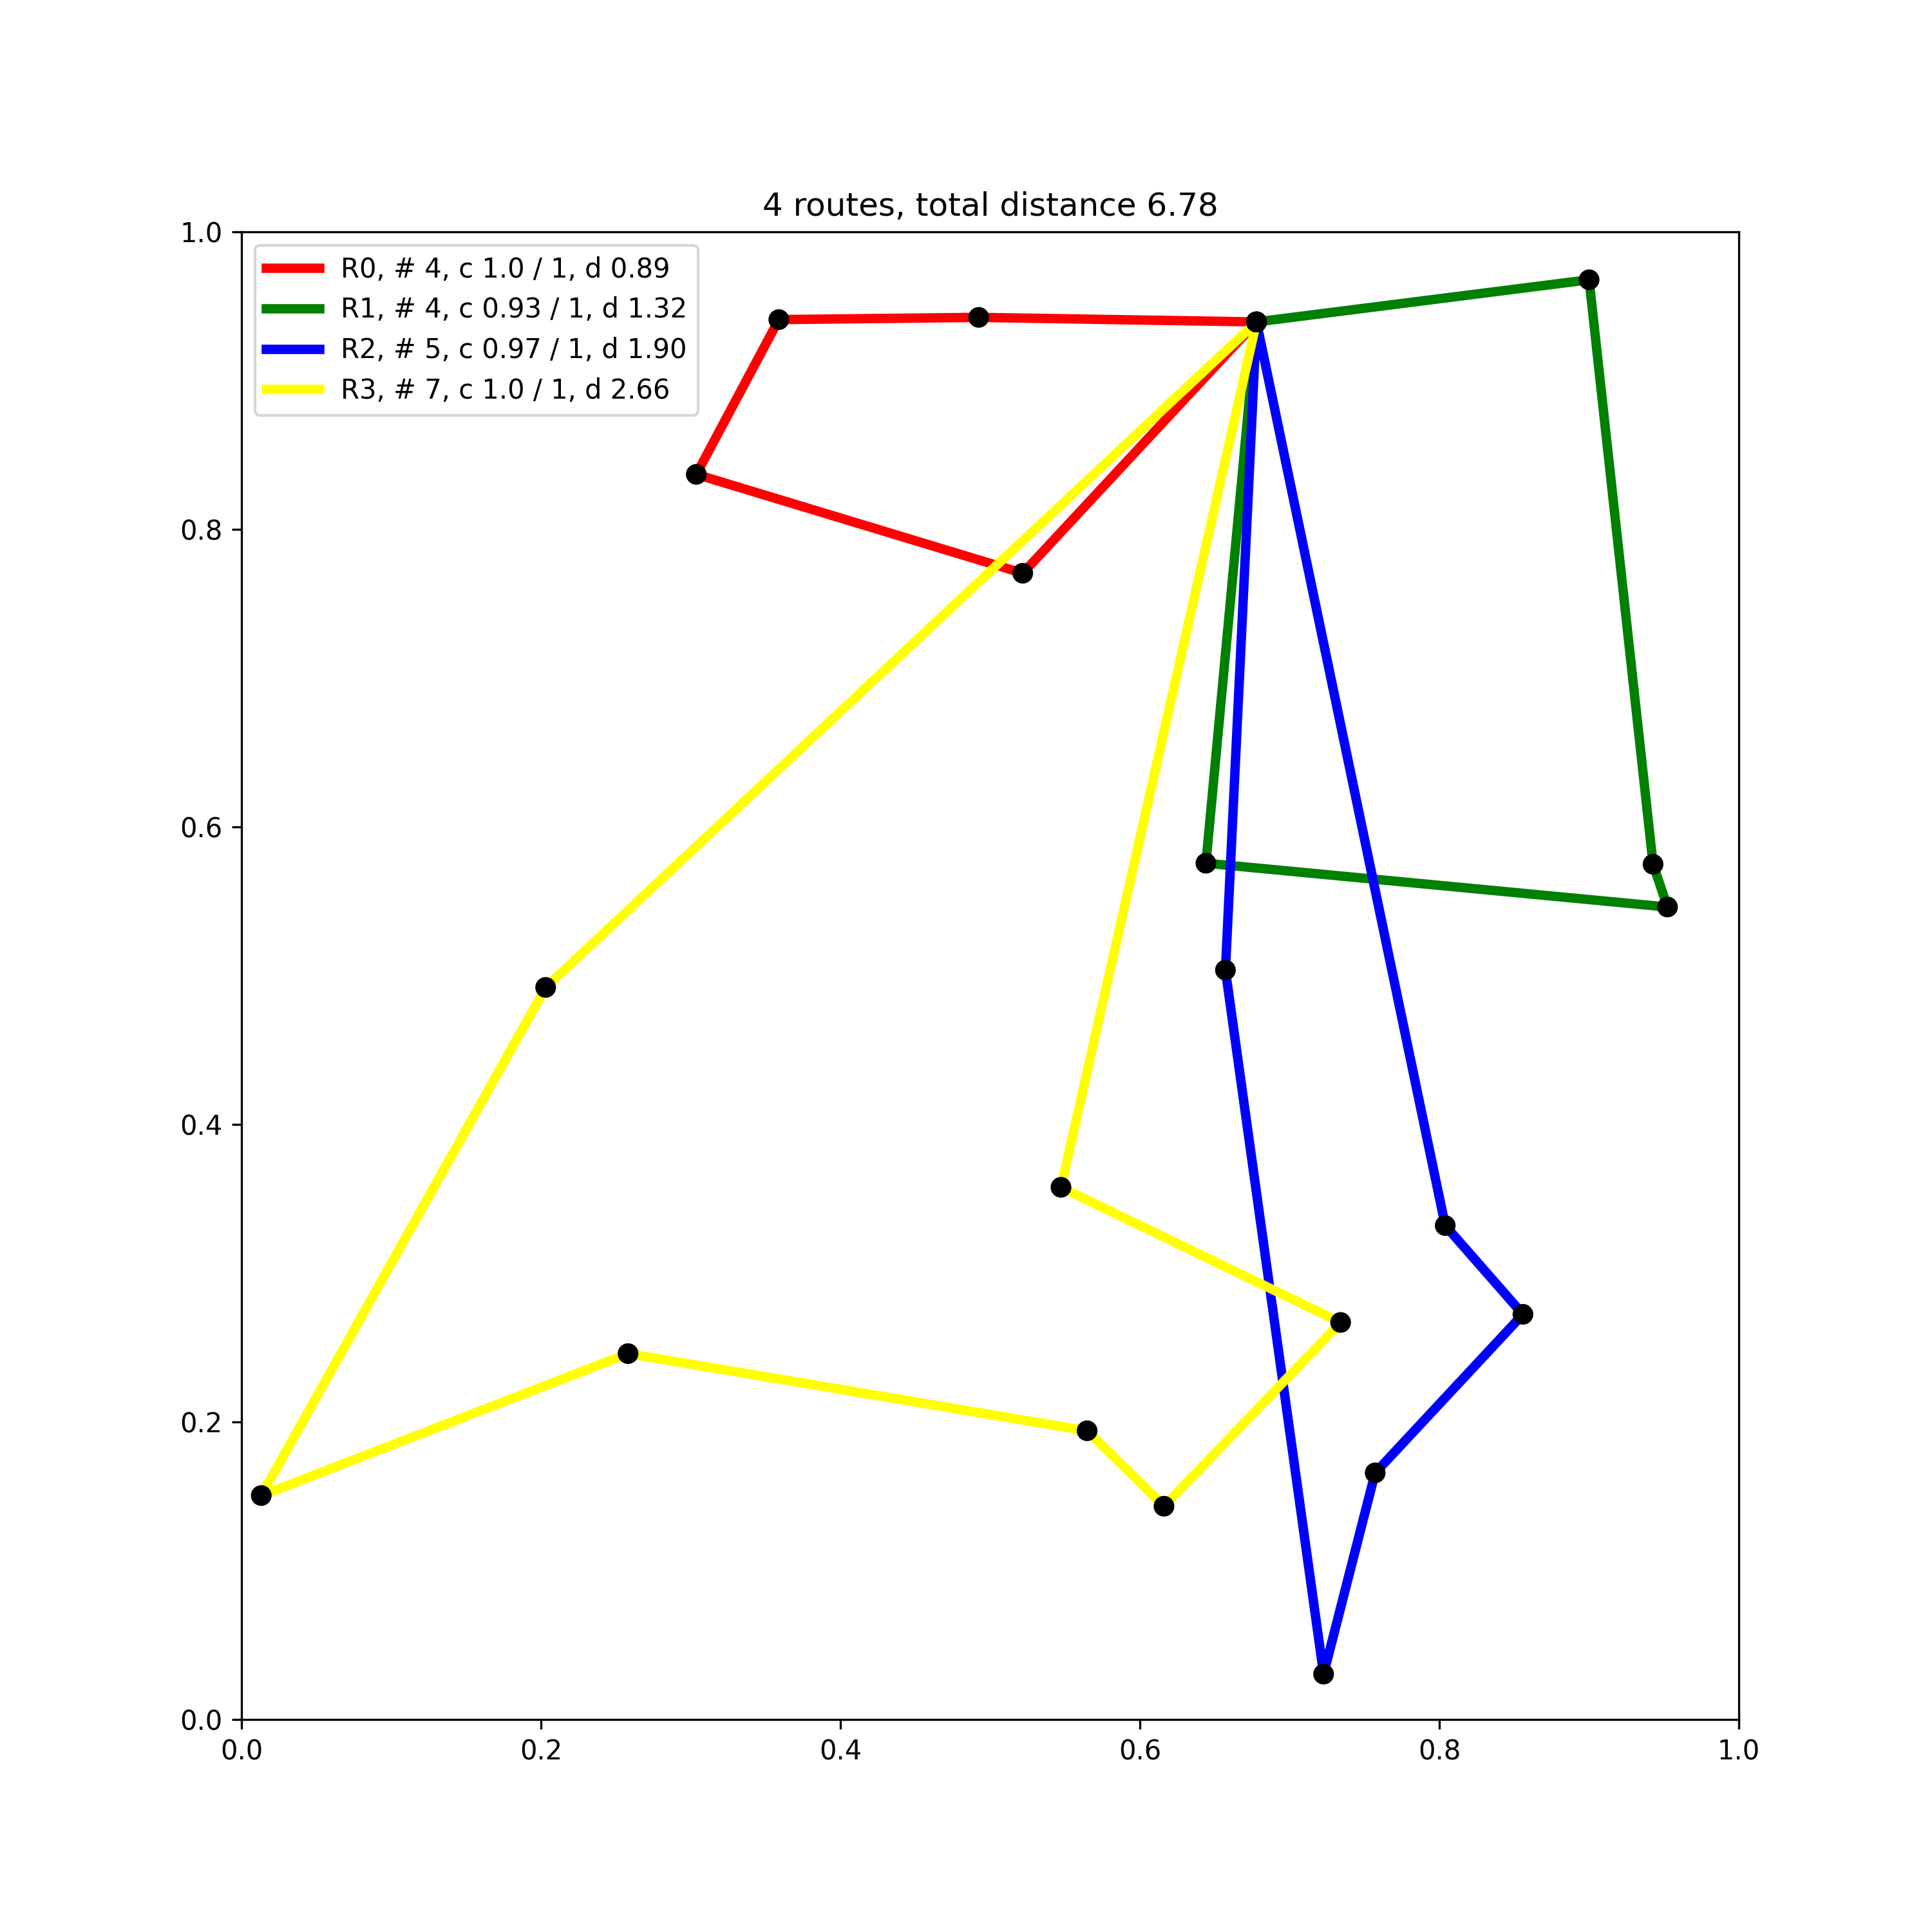 4 routes, total distance 6.78
R0, # 4, c 1.0 / 1, d 0.89
R1, # 4, c 0.93 / 1, d 1.32
R2, # 5, c 0.97 / 1, d 1.90
R3, # 7, c 1.0 / 1, d 2.66
1.0
0.8
0.6
0.4
0.2
0.0
0.0 0.2 0.4 0.6 0.8 1.0